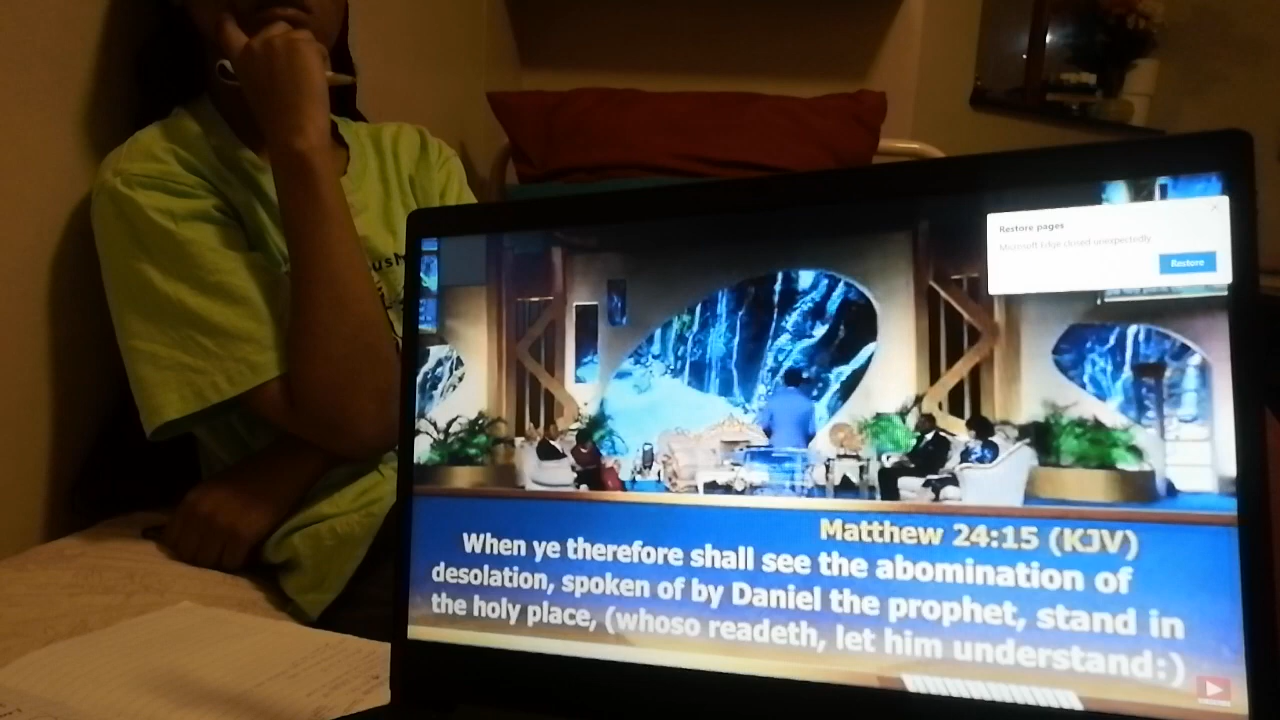 Restore pages
Microsoft Edge closed unexpectedly
Restore
Matthew 24:15 (KJV)
When ye therefore shall see the abomination of
desolation, spoken of by Daniel the prophet, stand in
the holy place, (whoso readeth, let him understand:)